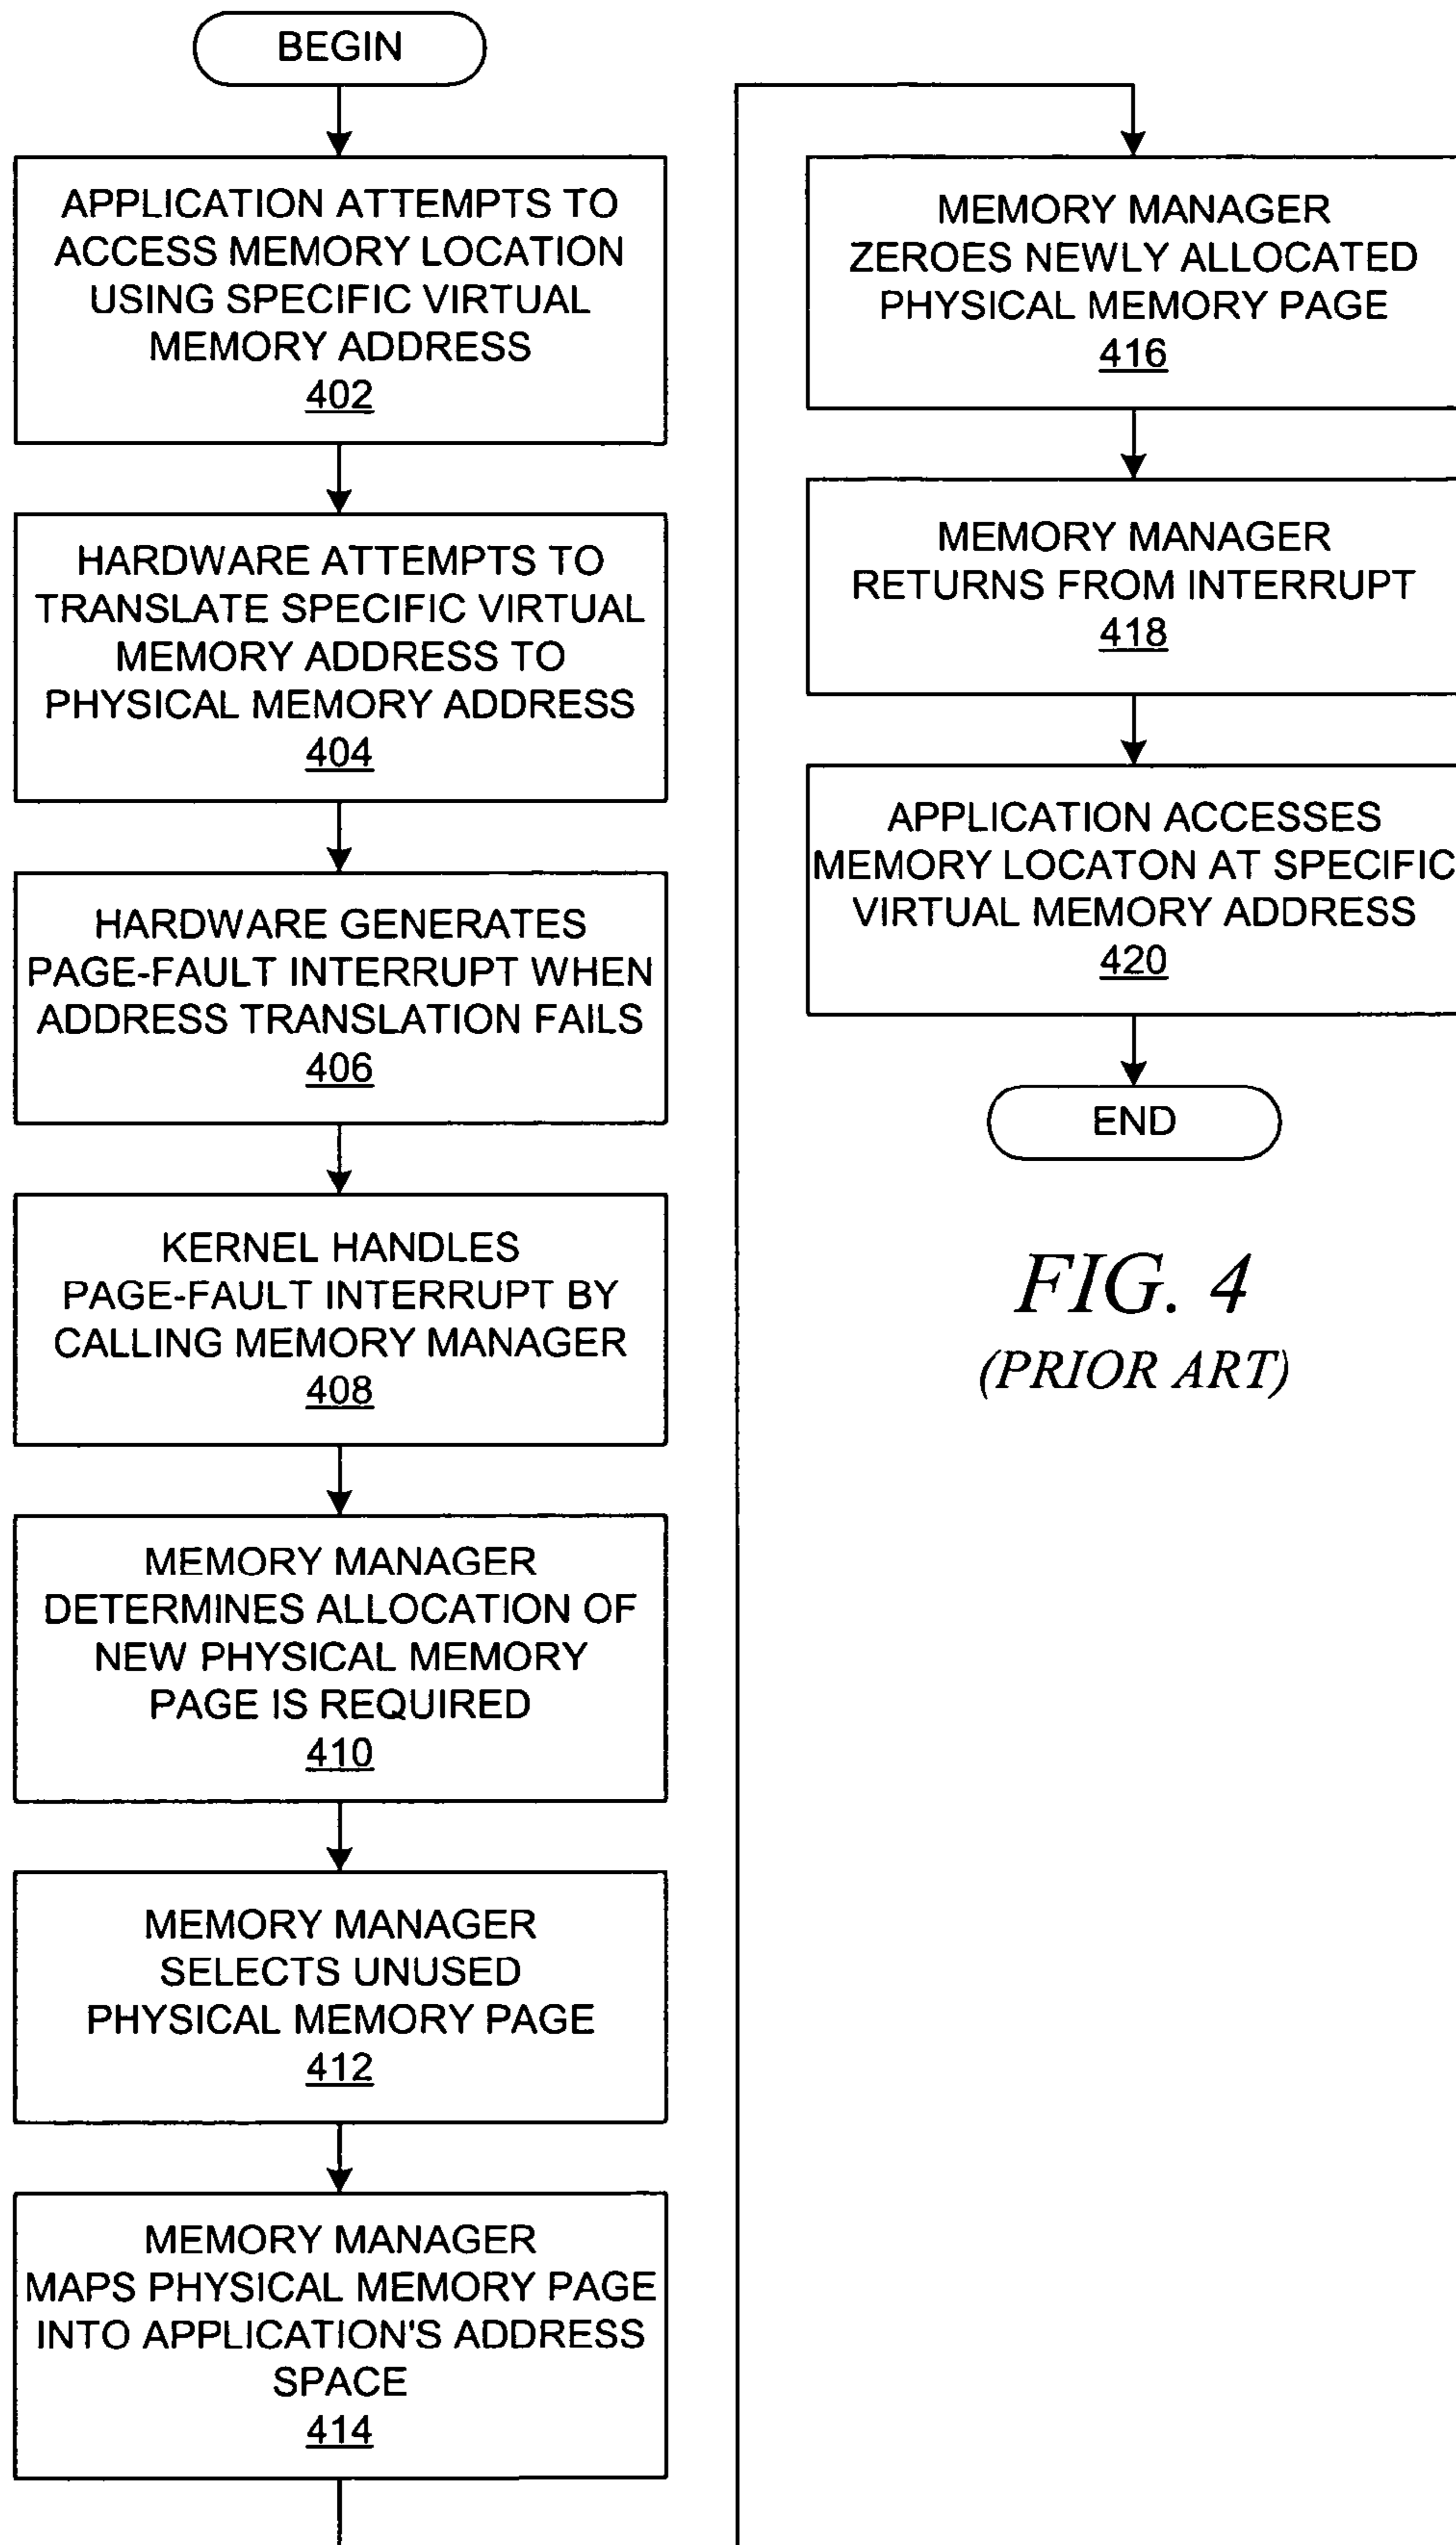 BEGIN
APPLICATION ATTEMPTS TO
ACCESS MEMORY LOCATION
USING SPECIFIC VIRTUAL
MEMORY ADDRESS
402
HARDWARE ATTEMPTS TO
TRANSLATE SPECIFIC VIRTUAL
MEMORY ADDRESS TO
PHYSICAL MEMORY ADDRESS
404
HARDWARE GENERATES
PAGE-FAULT INTERRUPT WHEN
ADDRESS TRANSLATION FAILS
406
KERNEL HANDLES
PAGE-FAULT INTERRUPT BY
CALLING MEMORY MANAGER
408
MEMORY MANAGER
DETERMINES ALLOCATION OF
NEW PHYSICAL MEMORY
PAGE IS REQUIRED
410
MEMORY MANAGER
SELECTS UNUSED
PHYSICAL MEMORY PAGE
412
MEMORY MANAGER
MAPS PHYSICAL MEMORY PAGE
INTO APPLICATION'S ADDRESS
SPACE
414
MEMORY MANAGER
ZEROES NEWLY ALLOCATED
PHYSICAL MEMORY PAGE
416
MEMORY MANAGER
RETURNS FROM INTERRUPT
418
APPLICATION ACCESSES
MEMORY LOCATON AT SPECIFIC
VIRTUAL MEMORY ADDRESS
420
END
FIG. 4
(PRIOR ART)